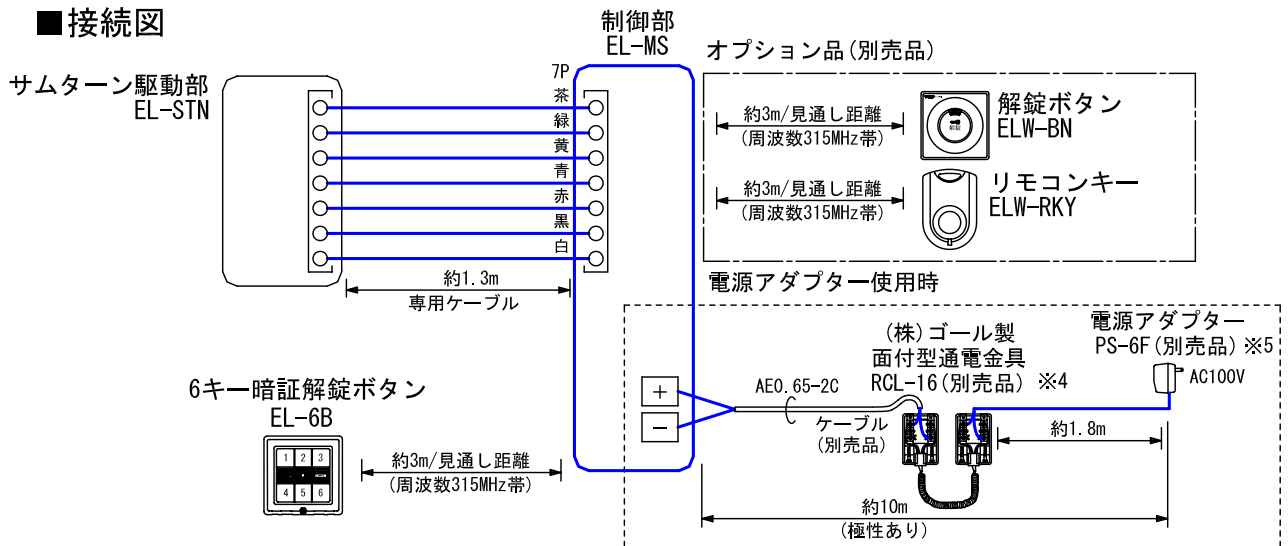 ■接続図
サムターン駆動部
EL-STN
制御部
EL-MS
7P
茶
緑
黄
青
赤
黒
白
約1.3m
専用ケーブル
オプション品(別売品)
約3m/見通し距離
(周波数315MHz帯)
解錠
解錠ボタン
ELW-BN
約3m/見通し距離
(周波数315MHz帯)
リモコンキー
ELW-RKY
電源アダプター使用時
(株)ゴール製
面付型通電金具
RCL-16(別売品) ※4
電源アダプター
PS-6F(別売品) ※5
AC100V
+
-
AE0.65-2C
ケーブル
(別売品)
約1.8m
約10m
(極性あり)
6キー暗証解錠ボタン
EL-6B
1 2 3
4 5 6
約3m/見通し距離
(周波数315MHz帯)